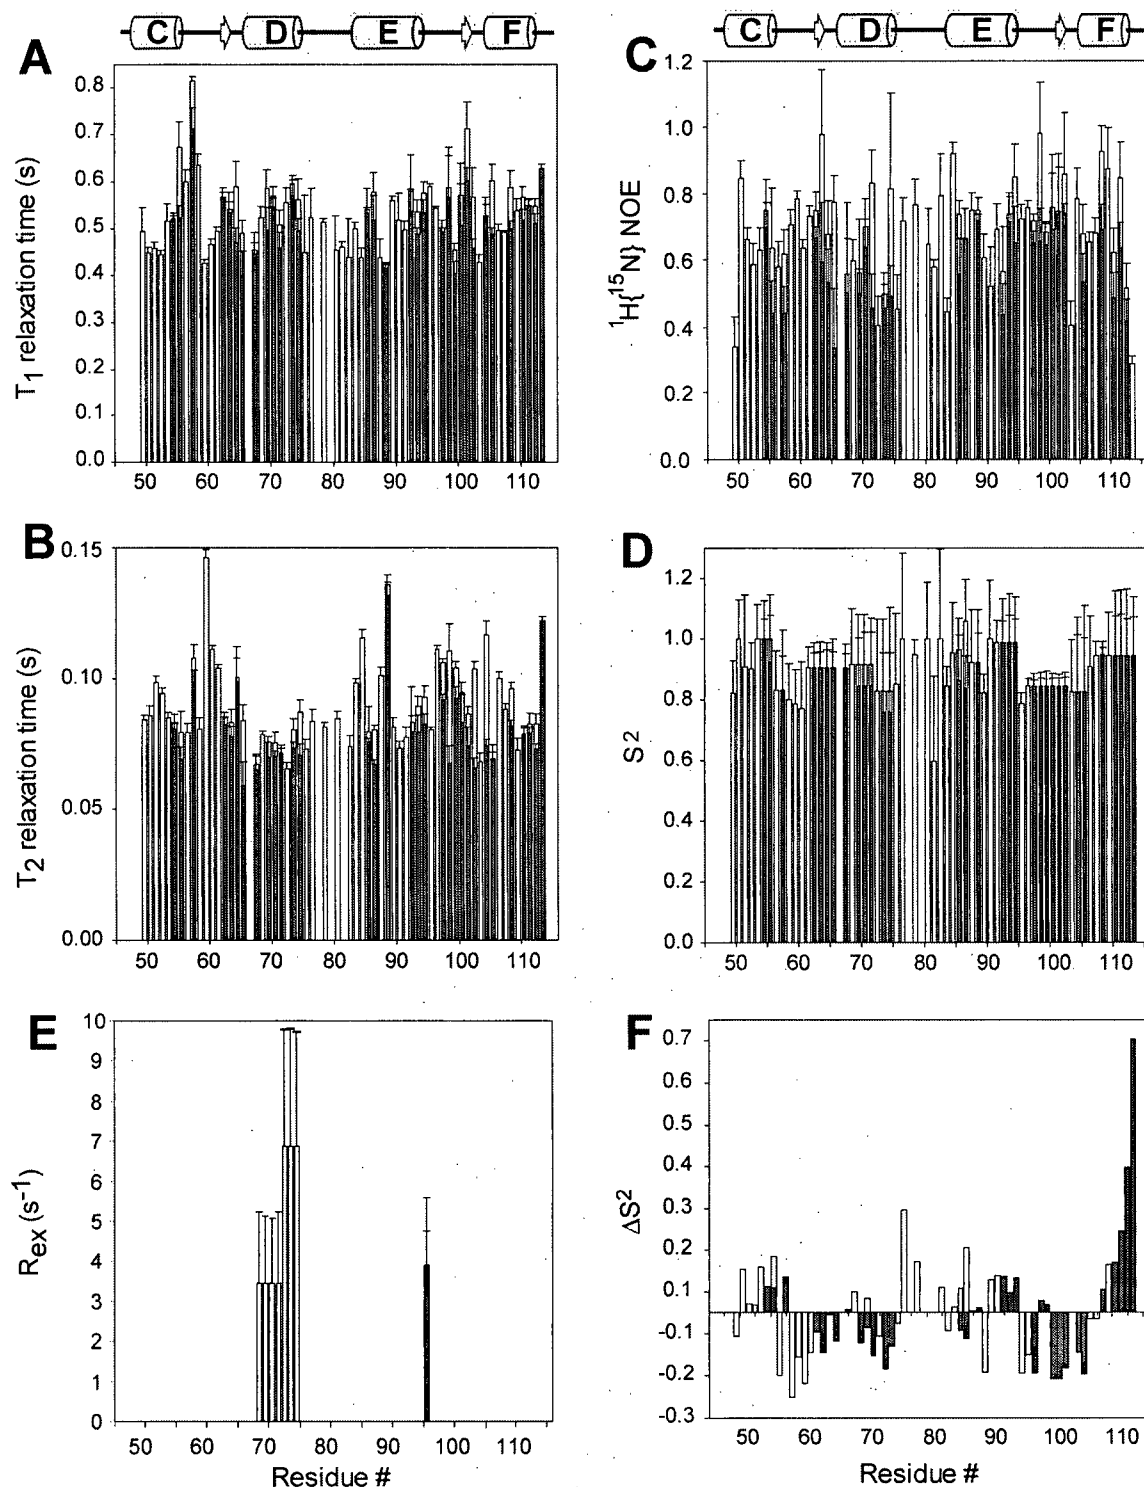 C D E F
C D E F
A
T1 relaxation time (s)
0.8
0.7
0.6
0.5
0.4
0.3
0.2
0.1
0.0
50 60 70 80 90 100 110
C
1H{15N} NOE
1.2
1.0
0.8
0.6
0.4
0.2
0.0
50 60 70 80 90 100 110
B
T2 relaxation time (s)
0.15
0.10
0.05
0.00
50 60 70 80 90 100 110
D
S2
1.2
1.0
0.8
0.6
0.4
0.2
0.0
50 60 70 80 90 100 110
E
Rex (s-1)
10
9
8
7
6
5
4
3
2
1
0
50 60 70 80 90 100 110
Residue #
F
ΔS2
0.7
0.6
0.5
0.4
0.3
0.2
0.1
-0.1
-0.2
-0.3
50 60 70 80 90 100 110
Residue #